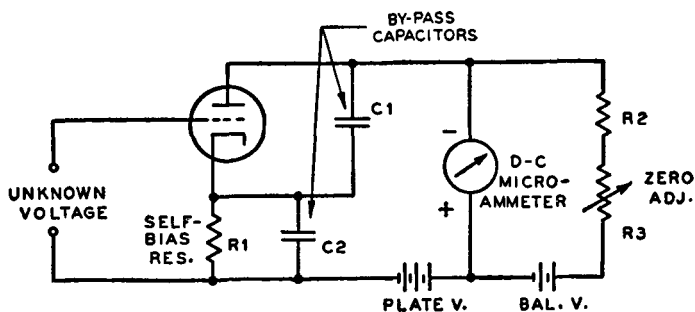 BY-PASS
CAPACITORS
C1
R2
-
D-C
MICRO-
AMMETER
+
ZERO
ADJ.
R3
UNKNOWN
VOLTAGE
SELF-
BIAS
RES.
R1
C2
PLATE V.
BAL. V.